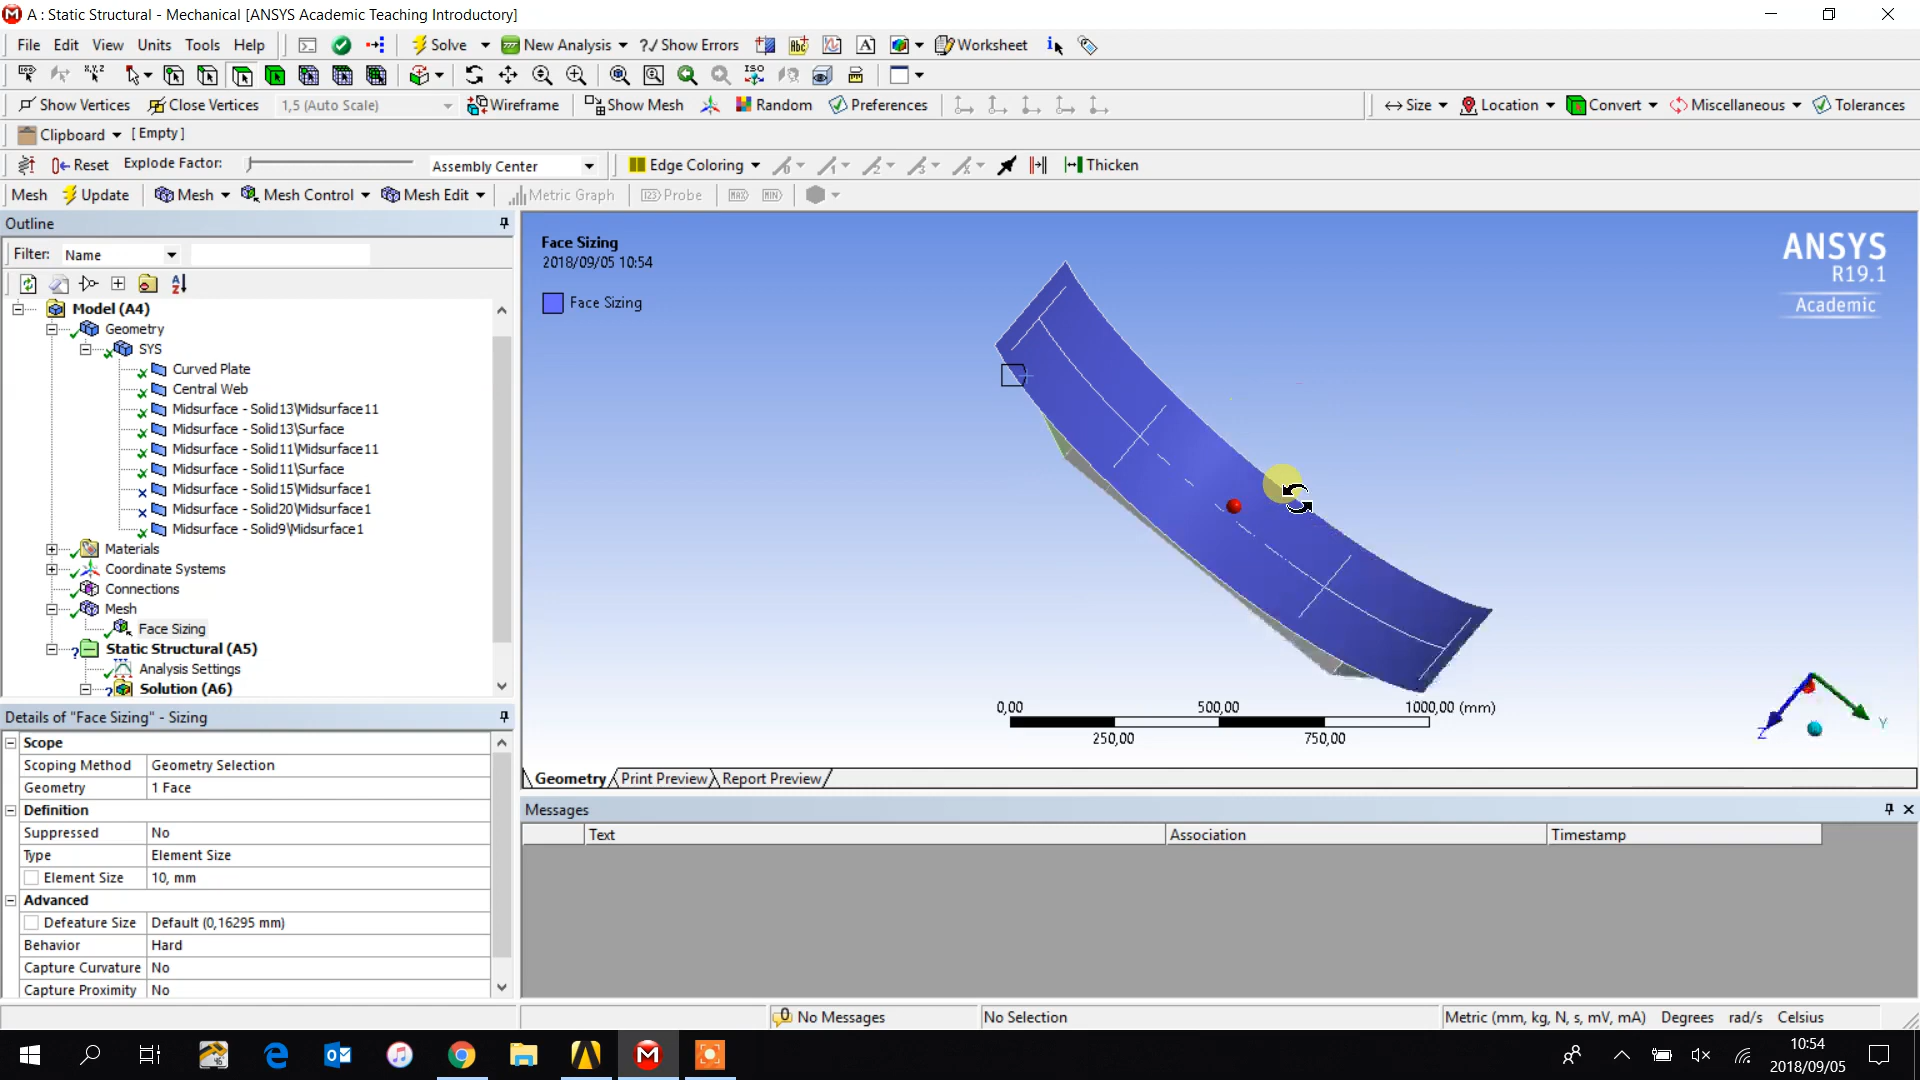 A : Static Structural - Mechanical [ANSYS Academic Teaching Introductory]
File Edit View Units Tools Help Solve New Analysis ?/ Show Errors Abc A Worksheet i
x,y,z ISO
Show Vertices Close Vertices 1,5 (Auto Scale) Wireframe Show Mesh Random Preferences Size Location Convert Miscellaneous Tolerances
Clipboard [ Empty ]
Reset Explode Factor: Assembly Center Edge Coloring Thicken
Mesh Update Mesh Mesh Control Mesh Edit Metric Graph Probe MAX MIN
Outline
Filter: Name
Model (A4)
Geometry
SYS
Curved Plate
Central Web
Midsurface - Solid13\Midsurface11
Midsurface - Solid13\Surface
Midsurface - Solid11\Midsurface11
Midsurface - Solid11\Surface
Midsurface - Solid15\Midsurface1
Midsurface - Solid20\Midsurface1
Midsurface - Solid9\Midsurface1
Materials
Coordinate Systems
Connections
Mesh
Face Sizing
Static Structural (A5)
Analysis Settings
Solution (A6)
Details of "Face Sizing" - Sizing
Scope
Scoping Method Geometry Selection
Geometry 1 Face
Definition
Suppressed No
Type Element Size
Element Size 10, mm
Advanced
Defeature Size Default (0,16295 mm)
Behavior Hard
Capture Curvature No
Capture Proximity No
Face Sizing
2018/09/05 10:54
Face Sizing
ANSYS
R19.1
Academic
0,00 500,00 1000,00 (mm)
250,00 750,00
Z Y
Geometry Print Preview Report Preview
Messages
Text Association Timestamp
No Messages No Selection Metric (mm, kg, N, s, mV, mA) Degrees rad/s Celsius
10:54
2018/09/05